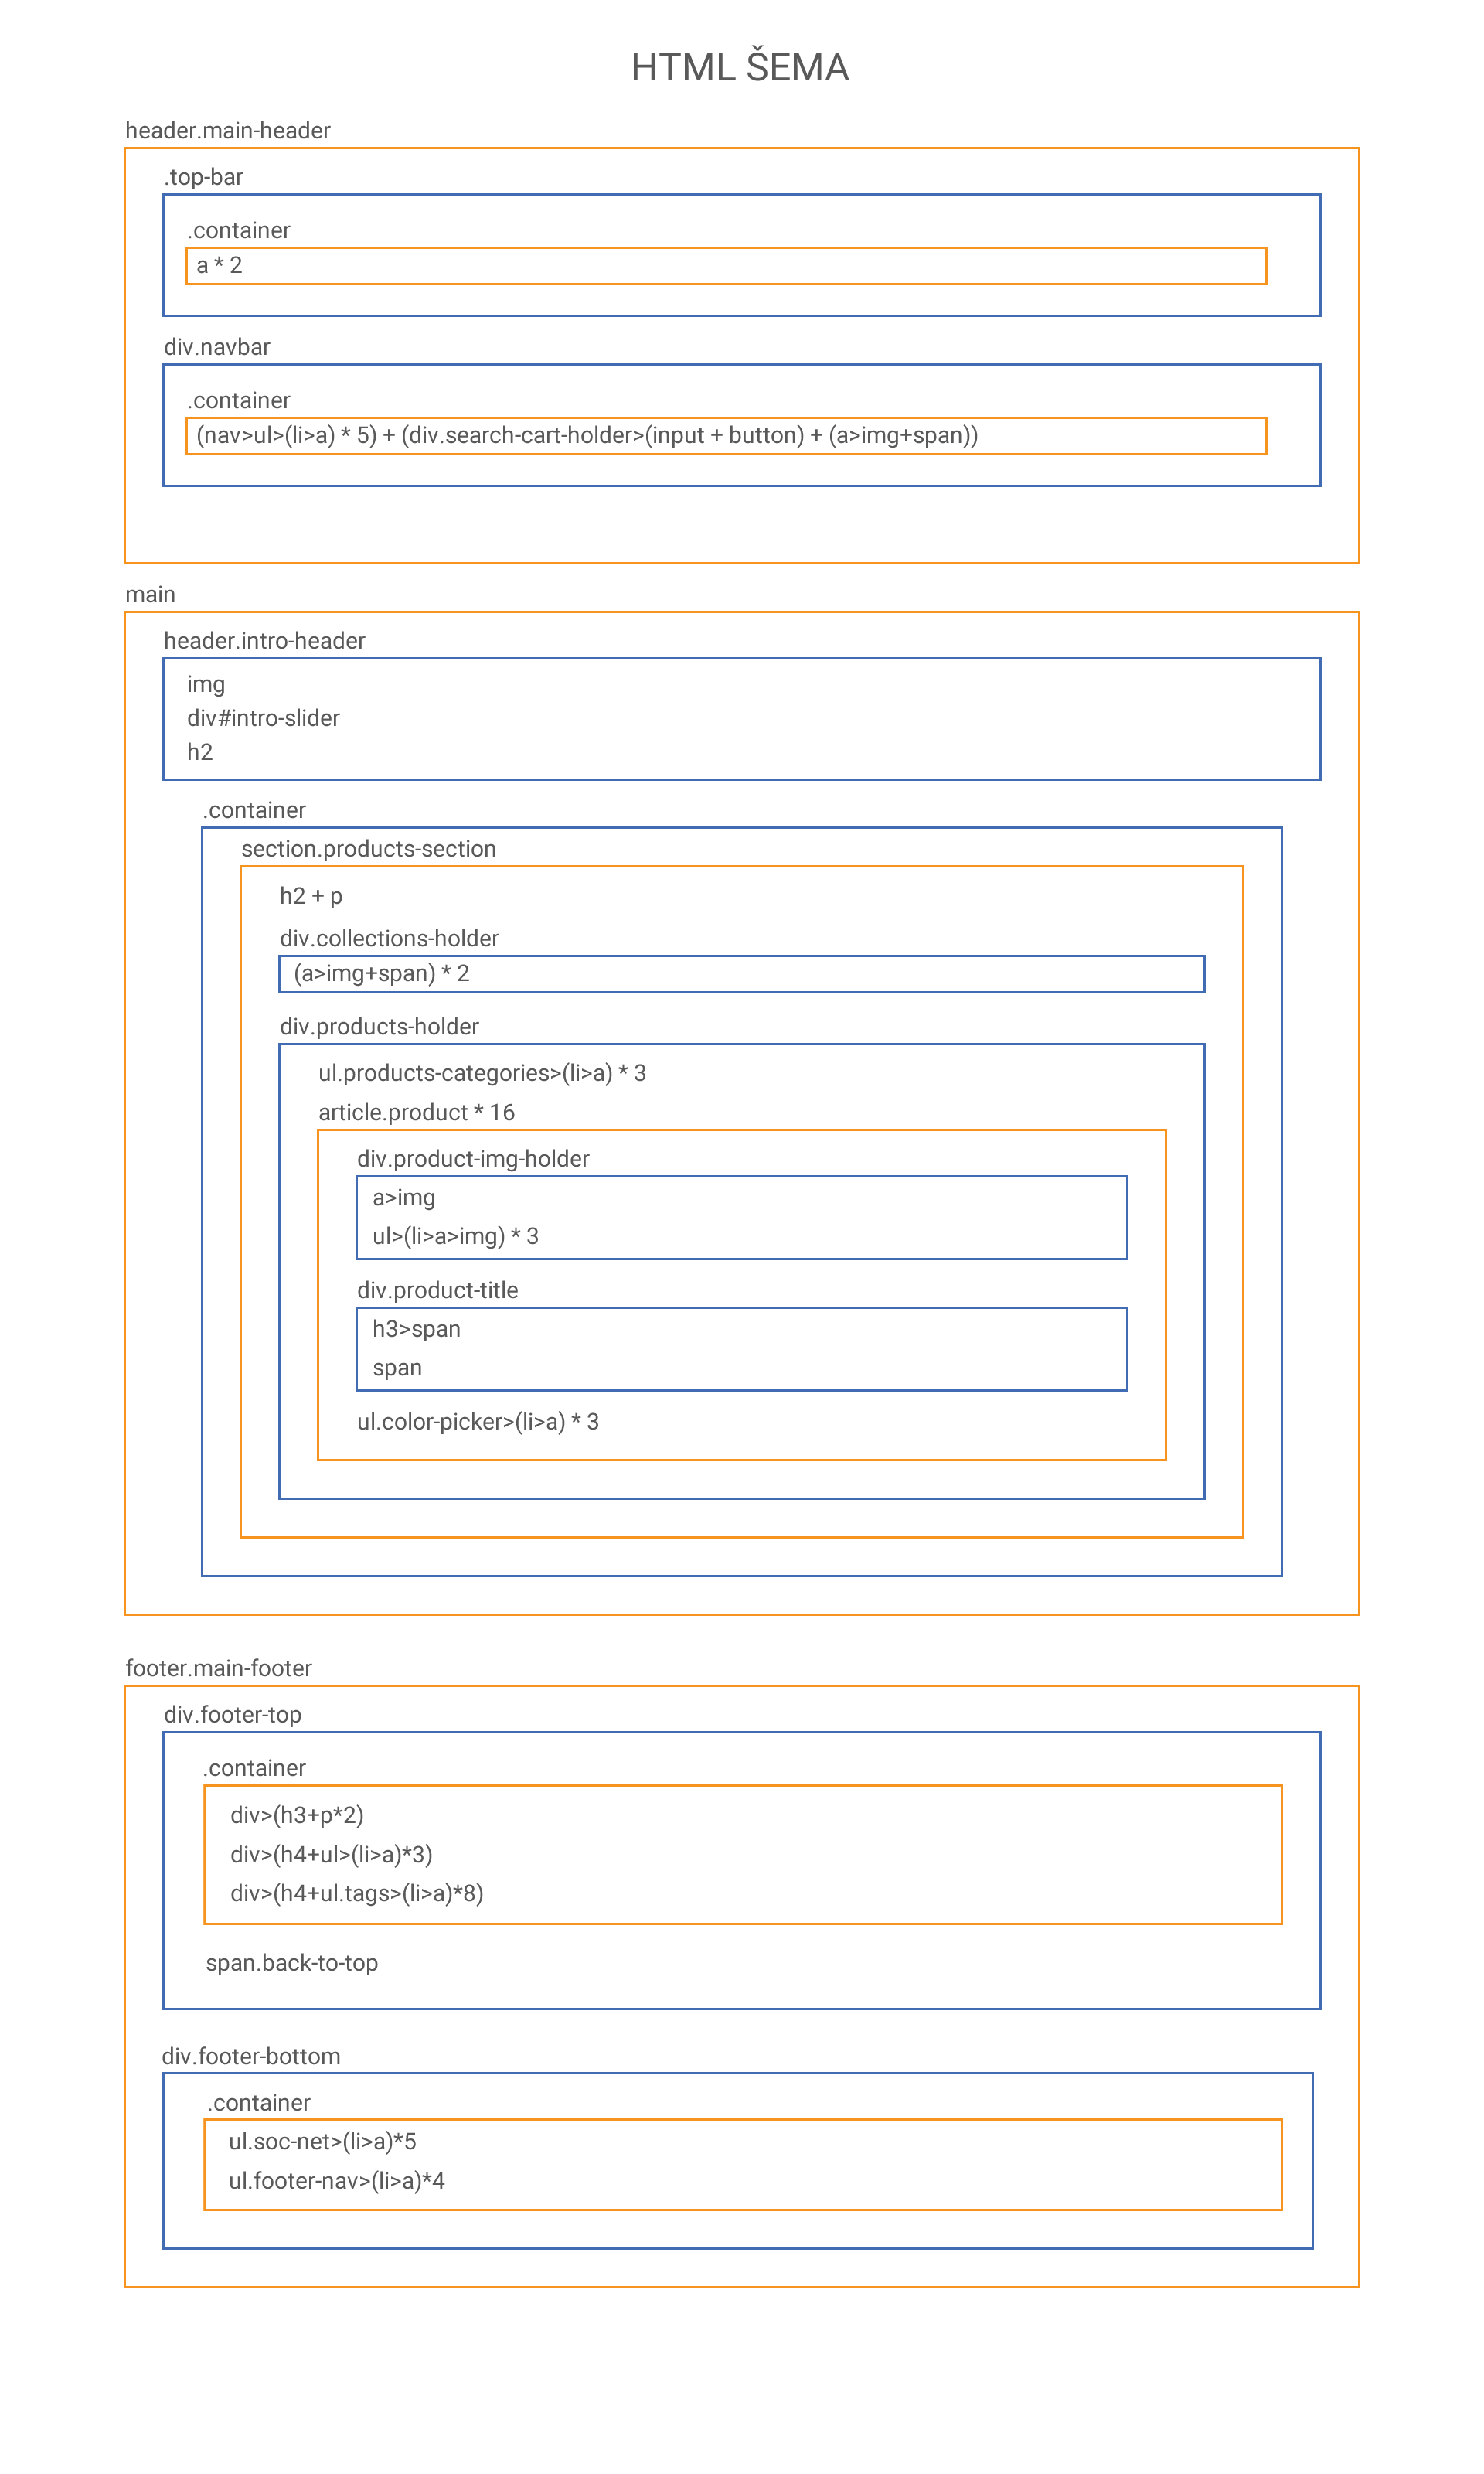 HTML ŠEMA
header.main-header
.top-bar
.container
a * 2
div.navbar
.container
(nav>ul>(li>a) * 5) + (div.search-cart-holder>(input + button) + (a>img+span))
main
header.intro-header
img
div#intro-slider
h2
.container
section.products-section
h2 + p
div.collections-holder
(a>img+span) * 2
div.products-holder
ul.products-categories>(li>a) * 3
article.product * 16
div.product-img-holder
a>img
ul>(li>a>img) * 3
div.product-title
h3>span
span
ul.color-picker>(li>a) * 3
footer.main-footer
div.footer-top
.container
div>(h3+p*2)
div>(h4+ul>(li>a)*3)
div>(h4+ul.tags>(li>a)*8)
span.back-to-top
div.footer-bottom
.container
ul.soc-net>(li>a)*5
ul.footer-nav>(li>a)*4